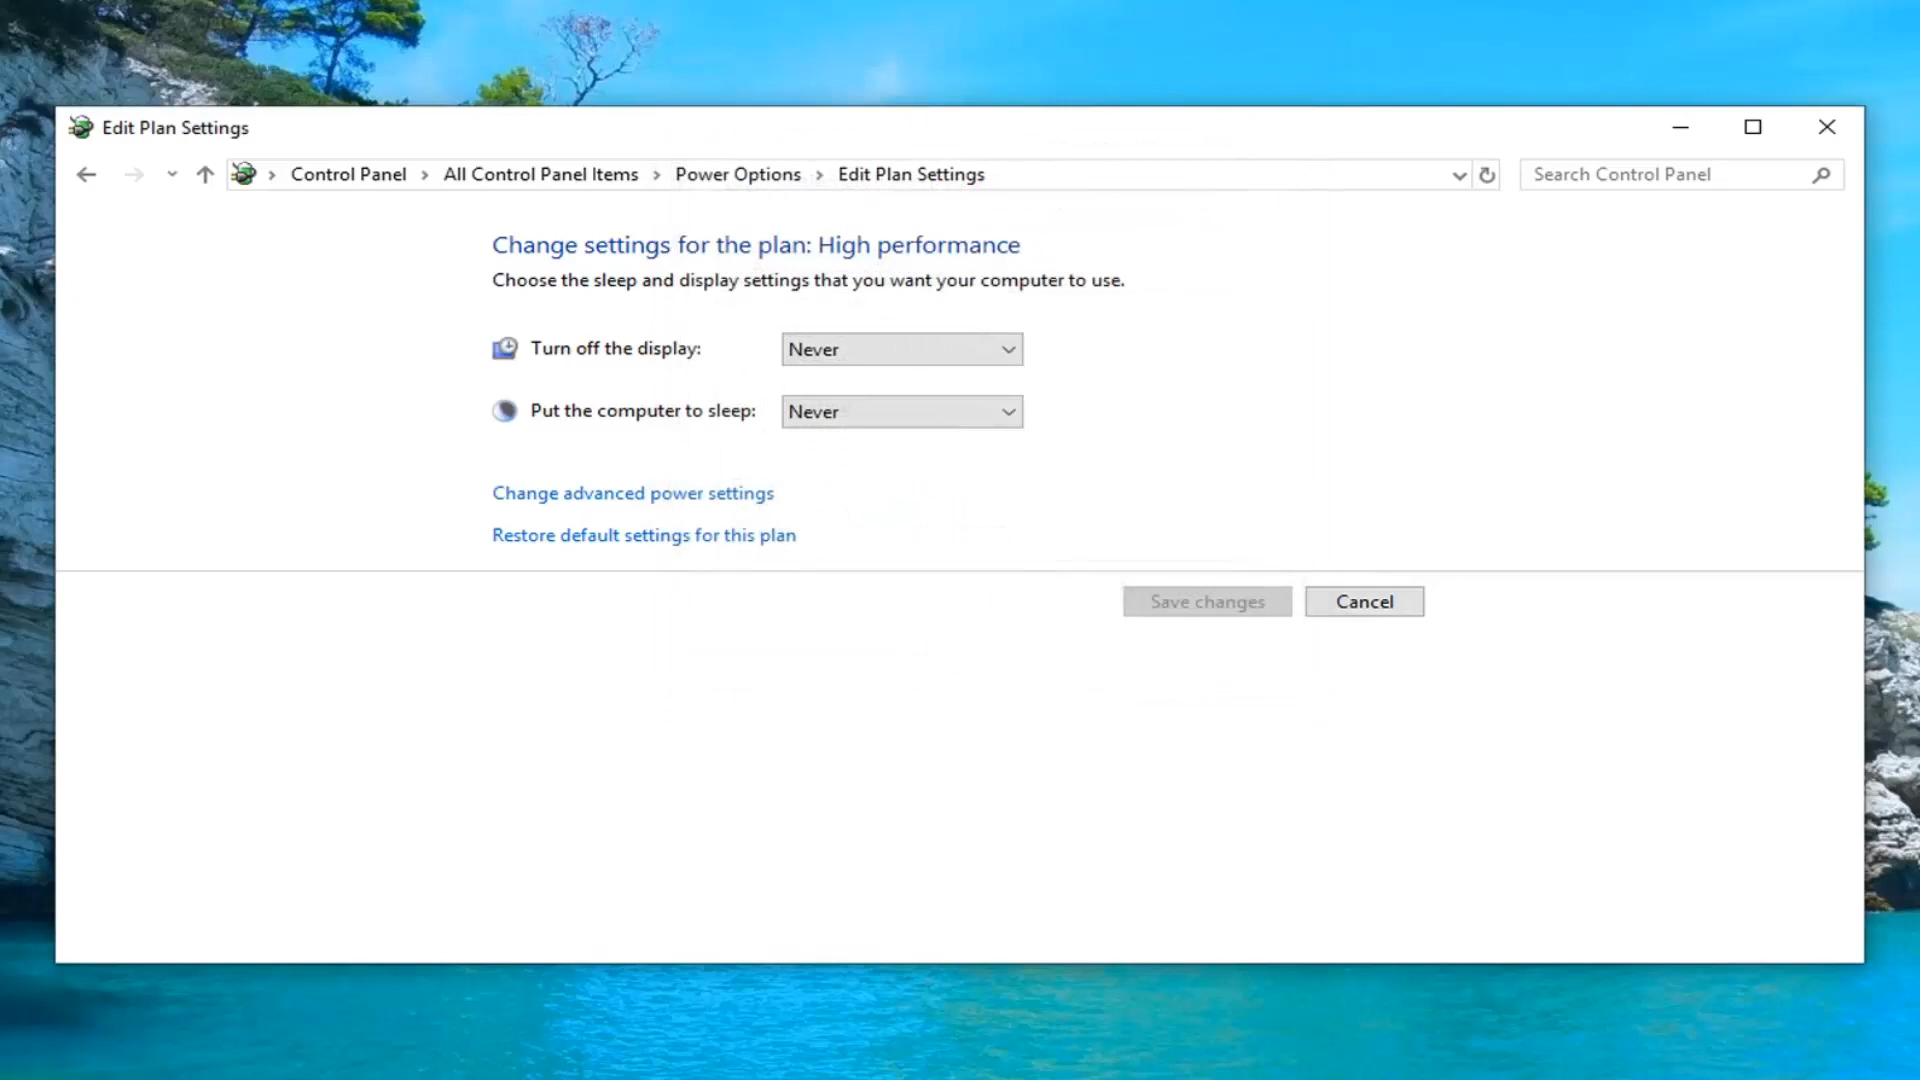 Edit Plan Settings
Control Panel > All Control Panel Items > Power Options > Edit Plan Settings
Search Control Panel
Change settings for the plan: High performance
Choose the sleep and display settings that you want your computer to use.
Turn off the display: Never
Put the computer to sleep: Never
Change advanced power settings
Restore default settings for this plan
Save changes Cancel